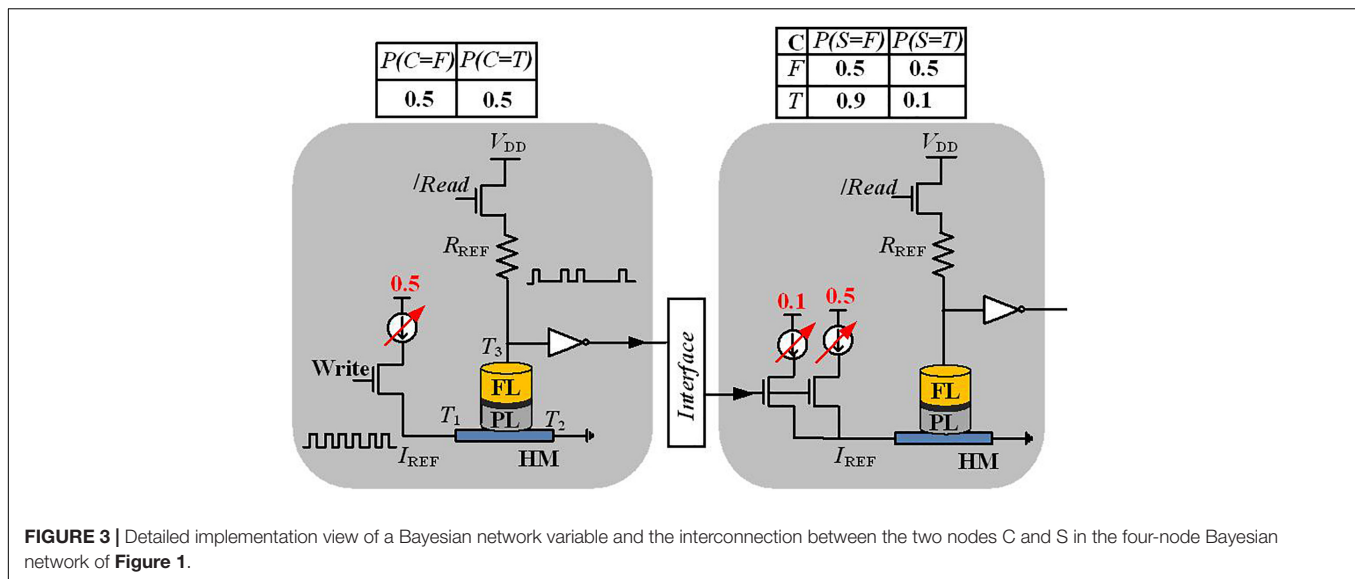 P(C=F) P(C=T)
0.5 0.5
C P(S=F) P(S=T)
F 0.5 0.5
T 0.9 0.1
VDD
/Read
RREF
0.5
Write
T3
FL
PL
T1
T2
IREF
HM
Interface
VDD
/Read
RREF
0.1 0.5
FL
PL
IREF
HM
FIGURE 3 | Detailed implementation view of a Bayesian network variable and the interconnection between the two nodes C and S in the four-node Bayesian
network of Figure 1.